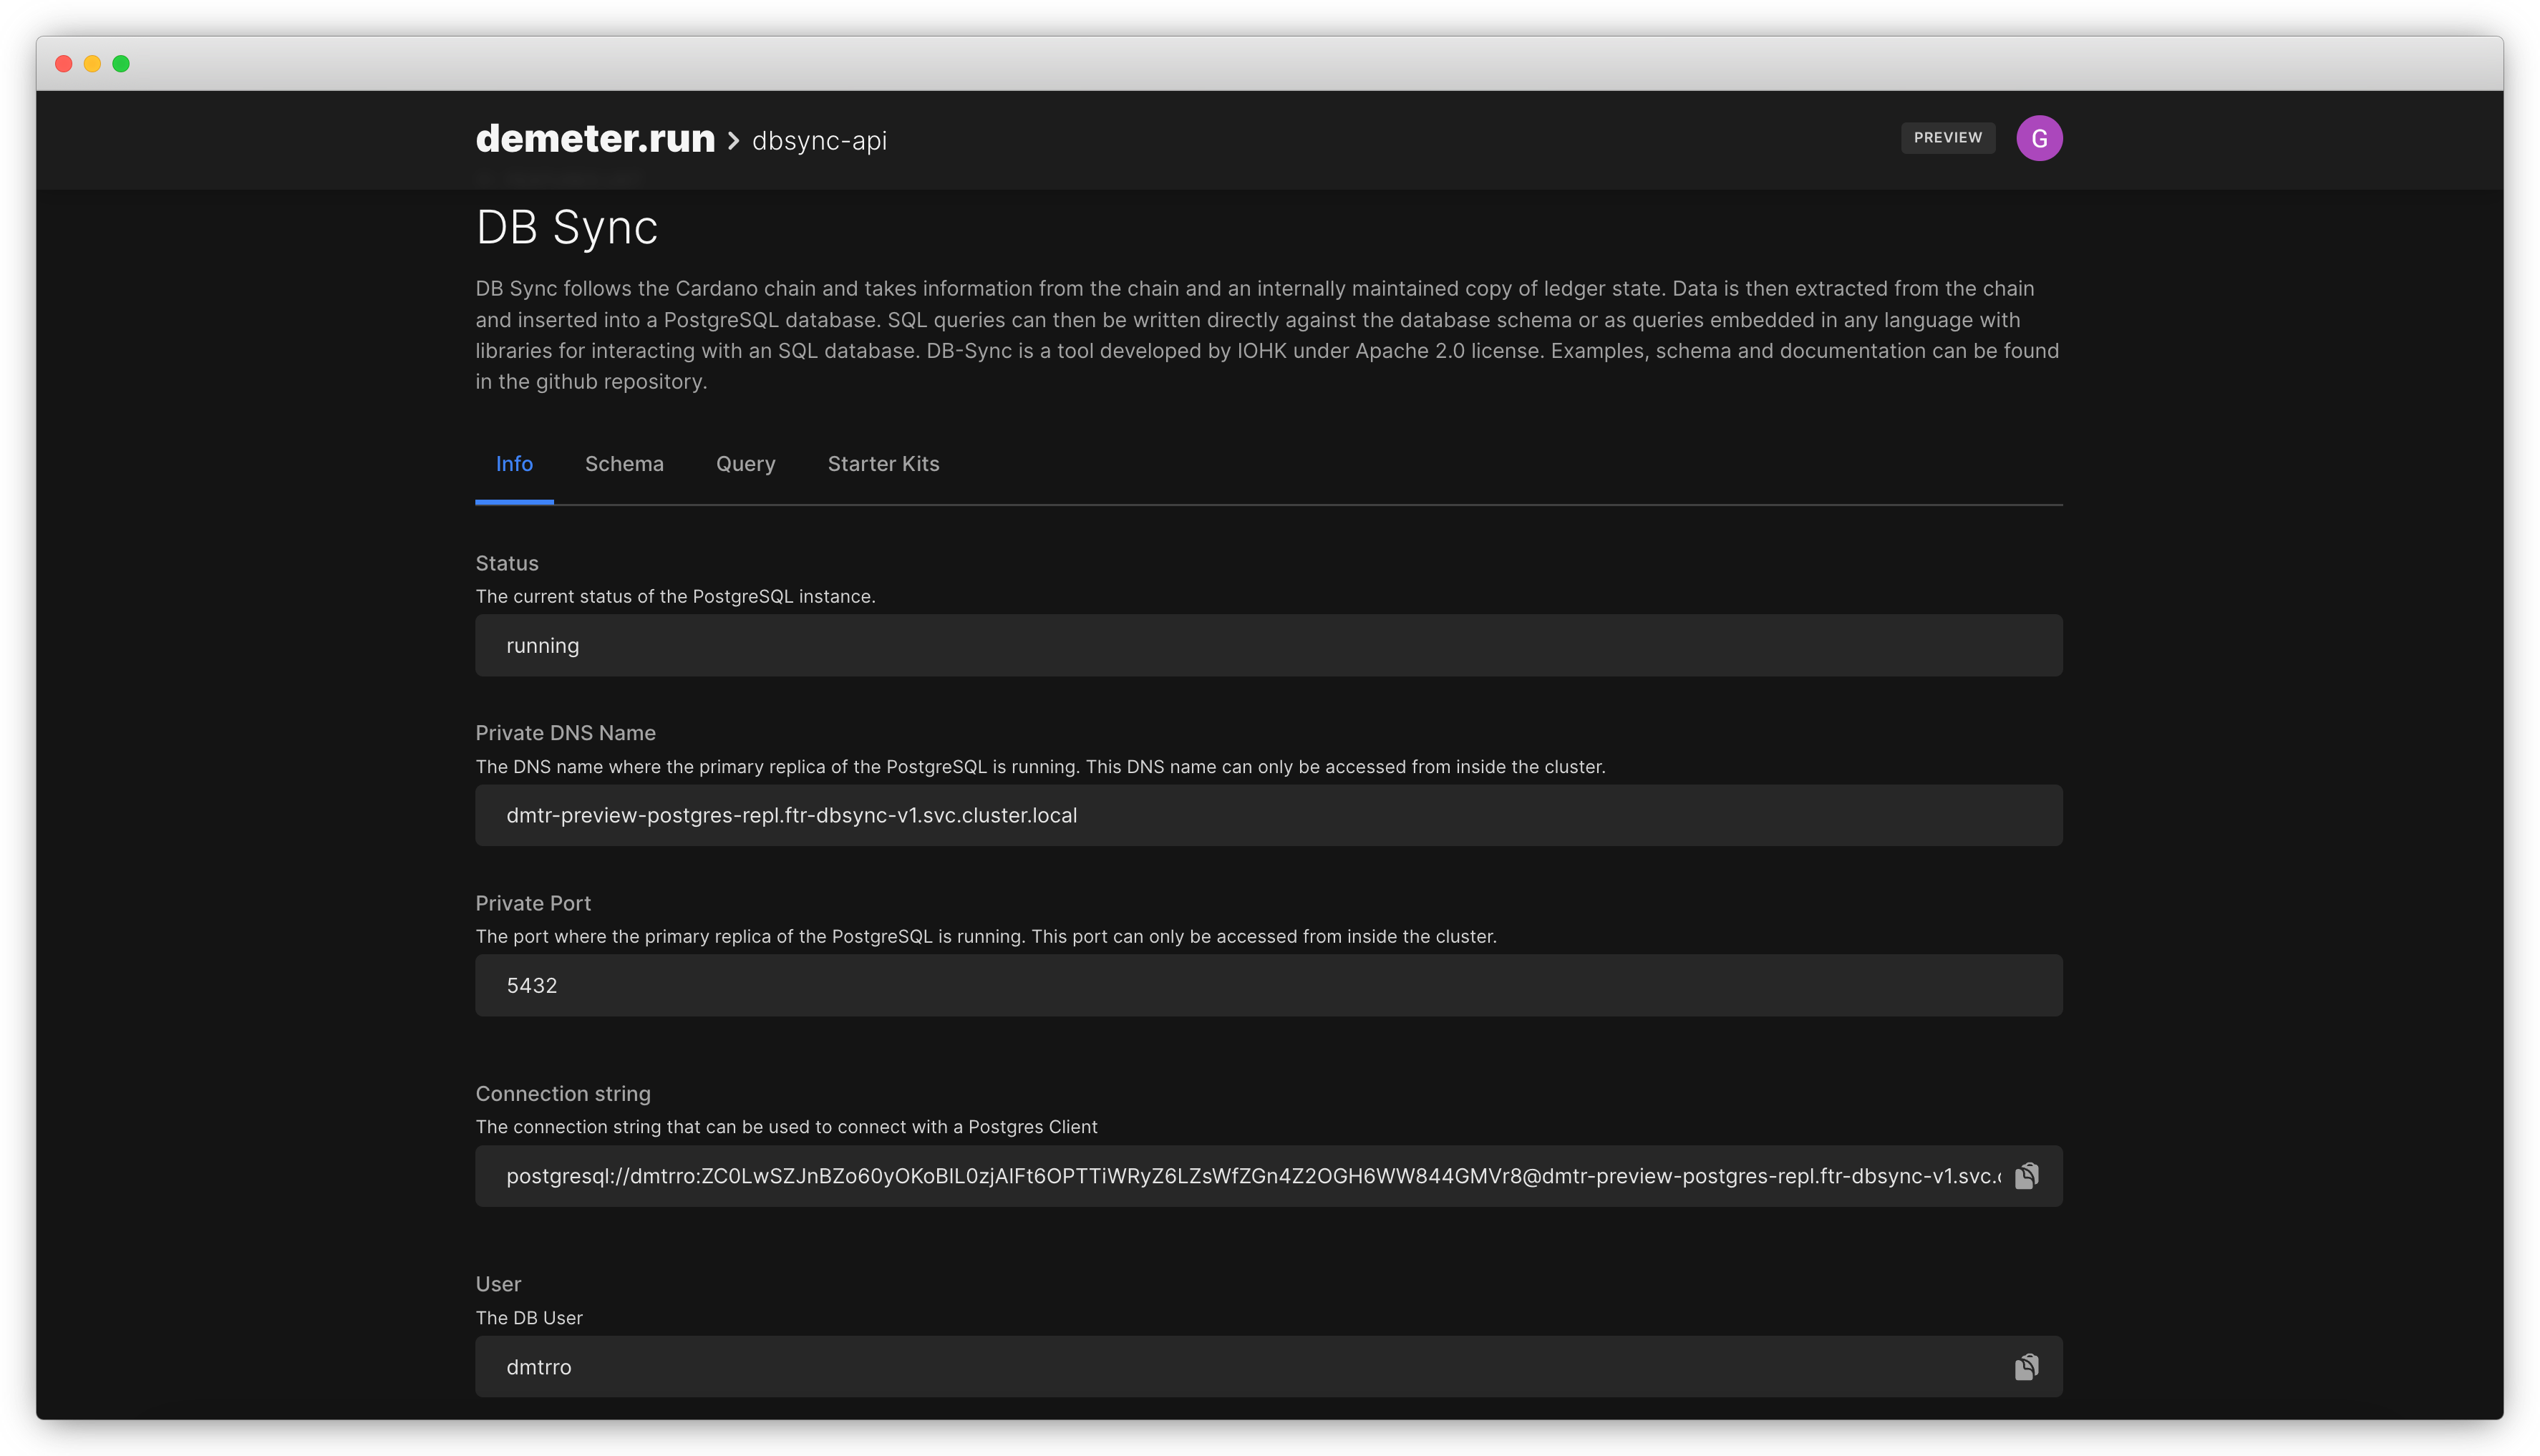 demeter.run > dbsync-api
PREVIEW
G
DB Sync
DB Sync follows the Cardano chain and takes information from the chain and an internally maintained copy of ledger state. Data is then extracted from the chain
and inserted into a PostgreSQL database. SQL queries can then be written directly against the database schema or as queries embedded in any language with
libraries for interacting with an SQL database. DB-Sync is a tool developed by IOHK under Apache 2.0 license. Examples, schema and documentation can be found
in the github repository.
Info Schema Query Starter Kits
Status
The current status of the PostgreSQL instance.
running
Private DNS Name
The DNS name where the primary replica of the PostgreSQL is running. This DNS name can only be accessed from inside the cluster.
dmtr-preview-postgres-repl.ftr-dbsync-v1.svc.cluster.local
Private Port
The port where the primary replica of the PostgreSQL is running. This port can only be accessed from inside the cluster.
5432
Connection string
The connection string that can be used to connect with a Postgres Client
postgresql://dmtrro:ZC0LwSZJnBZo60yOKoBIL0zjAIFt6OPTTiWRyZ6LZsWfZGn4Z2OGH6WW844GMVr8@dmtr-preview-postgres-repl.ftr-dbsync-v1.svc.
User
The DB User
dmtrro